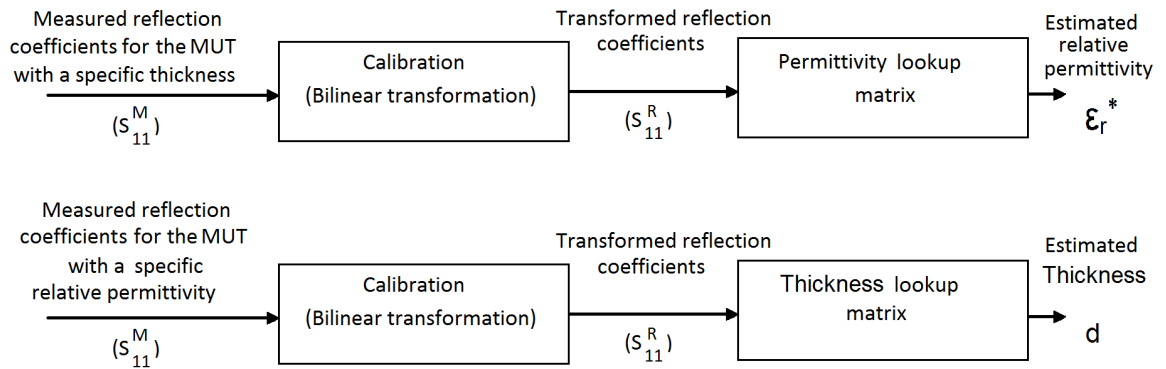 Measured reflection
coefficients for the MUT
with a specific thickness
(S₁₁ᴹ)
Calibration
(Bilinear transformation)
Transformed reflection
coefficients
(S₁₁ᴿ)
Permittivity lookup
matrix
Estimated
relative
permittivity
εᵣ*
Measured reflection
coefficients for the MUT
with a specific
relative permittivity
(S₁₁ᴹ)
Calibration
(Bilinear transformation)
Transformed reflection
coefficients
(S₁₁ᴿ)
Thickness lookup
matrix
Estimated
Thickness
d